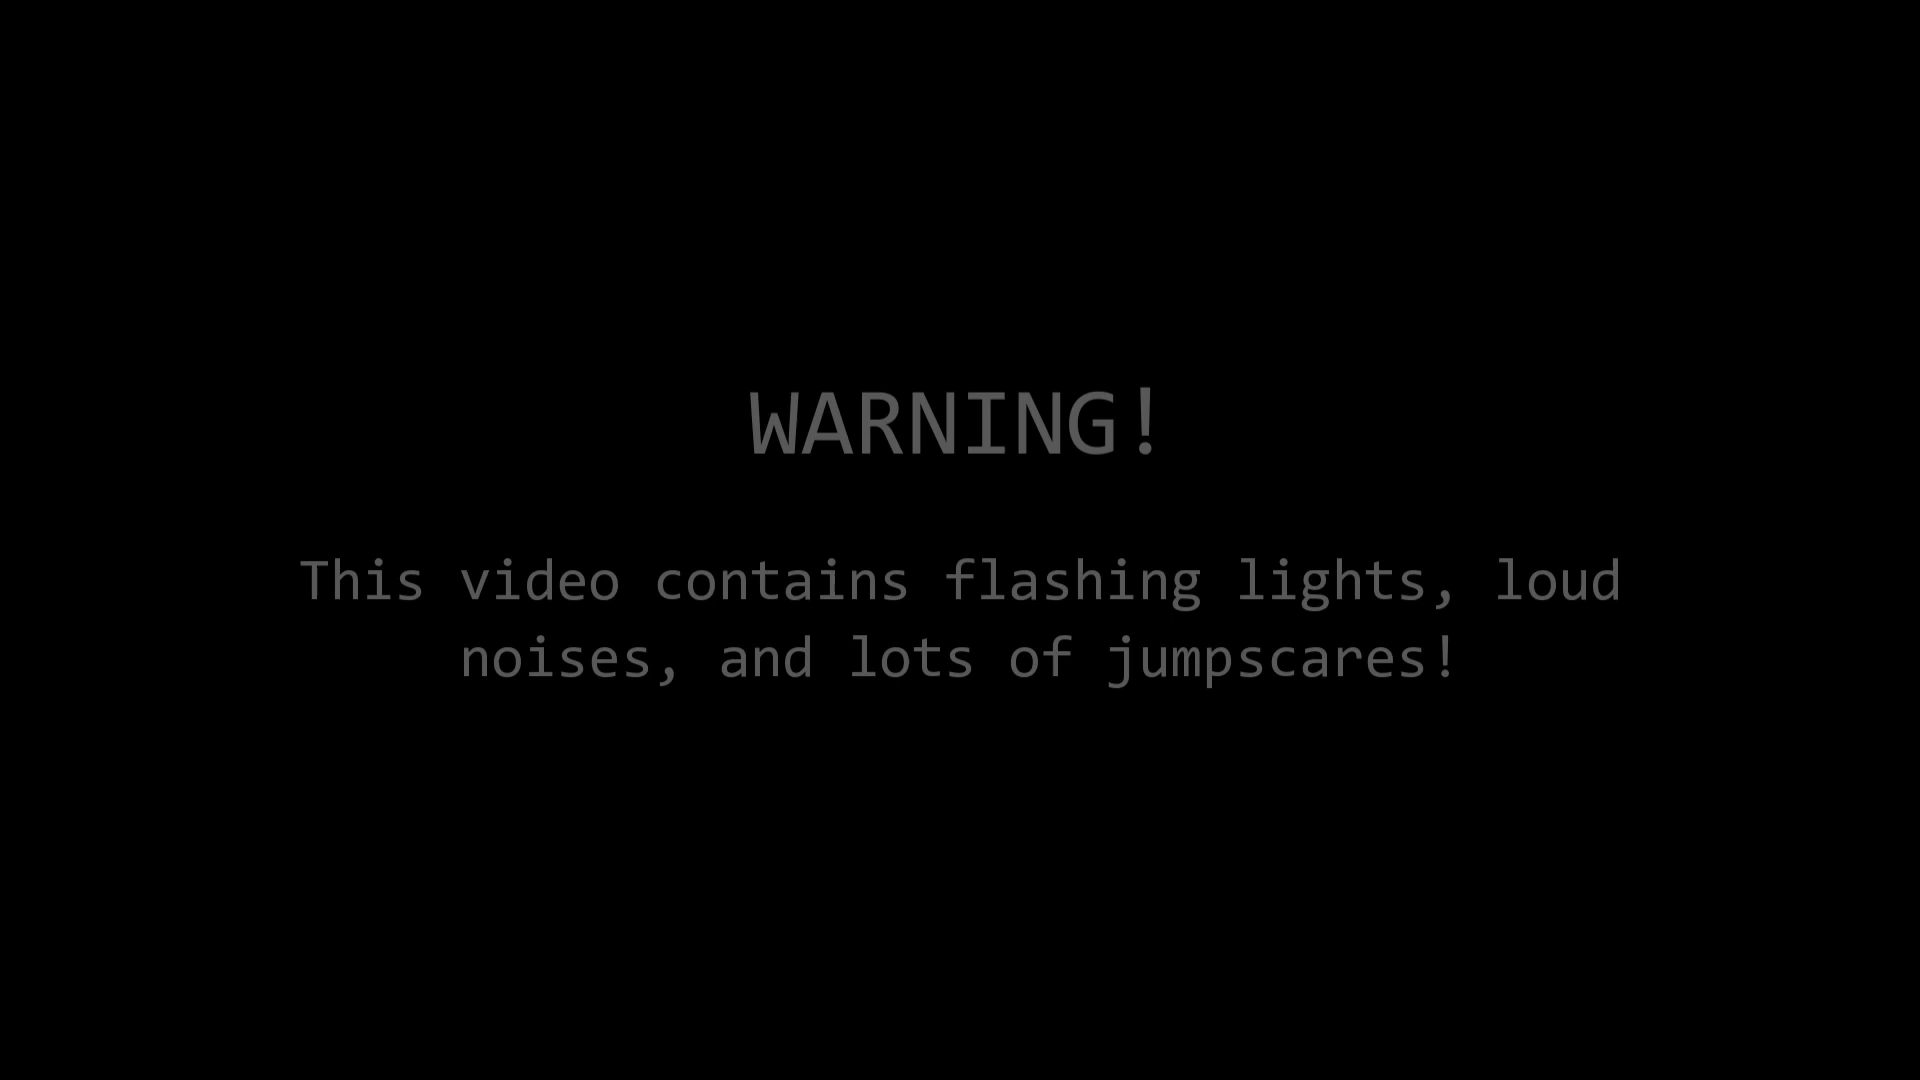 WARNING!
This video contains flashing lights, loud
noises, and lots of jumpscares!